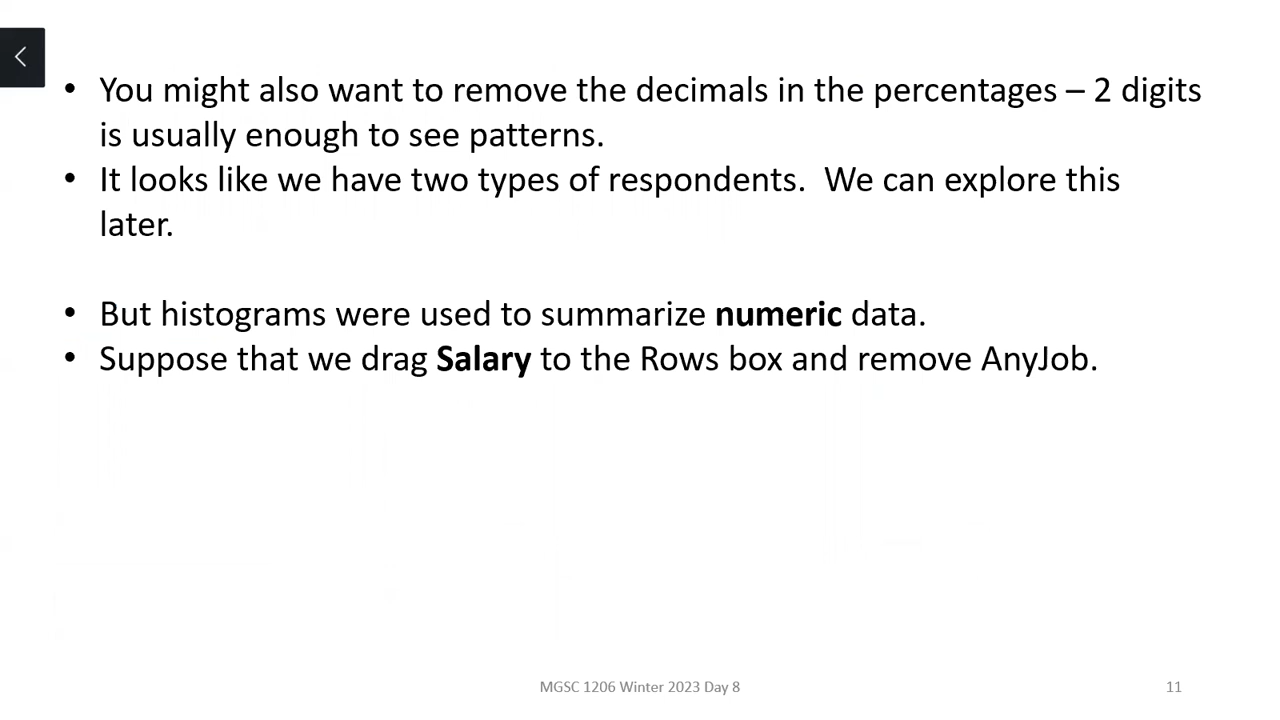 • You might also want to remove the decimals in the percentages – 2 digits
is usually enough to see patterns.
• It looks like we have two types of respondents.  We can explore this
later.
• But histograms were used to summarize numeric data.
• Suppose that we drag Salary to the Rows box and remove AnyJob.
MGSC 1206 Winter 2023 Day 8
11